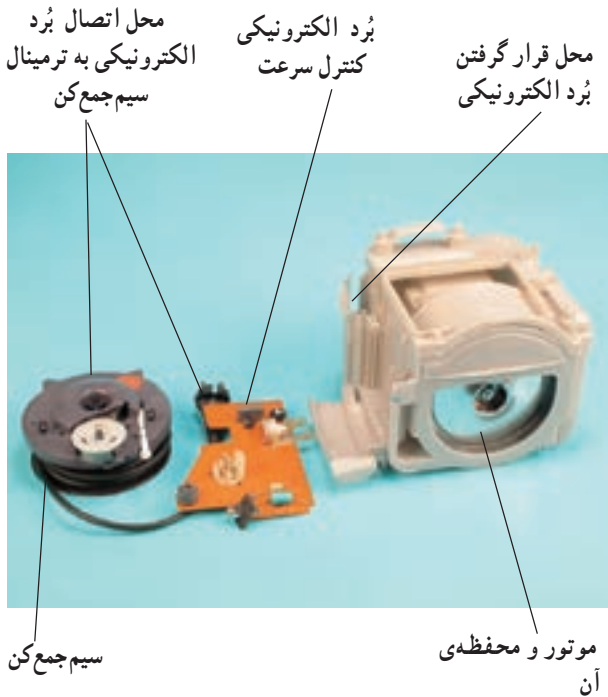 محل اتصال بُرد
الکترونیکی به ترمینال
سیم‌جمع‌کن
بُرد الکترونیکی
کنترل سرعت
محل قرار گرفتن
بُرد الکترونیکی
سیم‌جمع‌کن
موتور و محفظه‌ی
آن